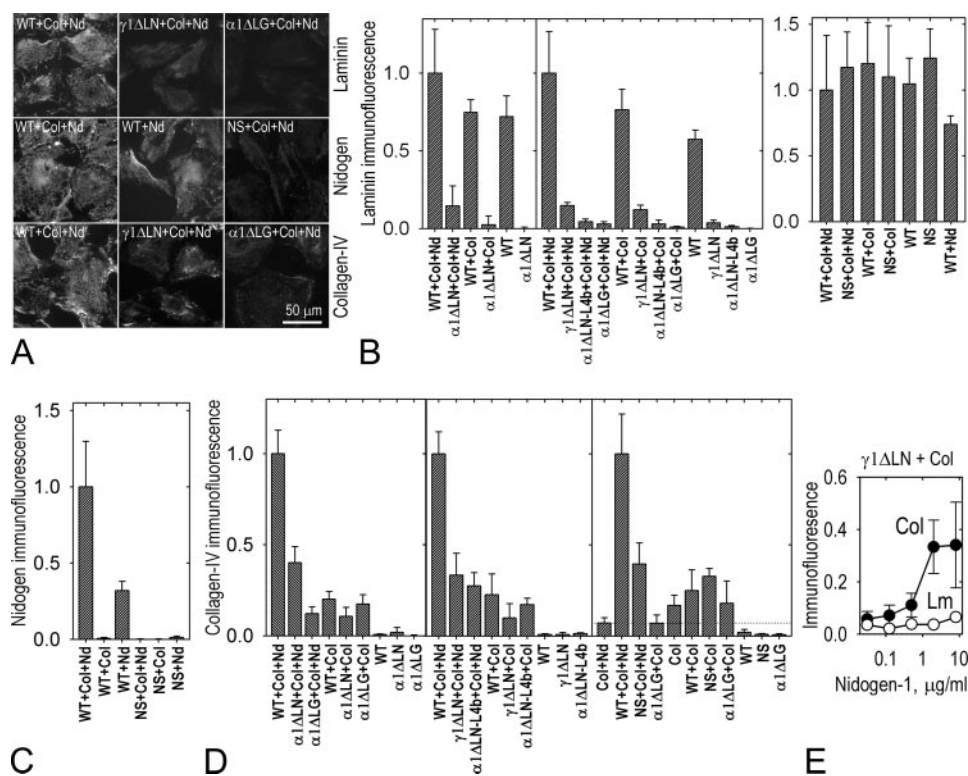 WT+Col+Nd γ1ΔLN+Col+Nd α1ΔLG+Col+Nd
Laminin
WT+Col+Nd WT+Nd NS+Col+Nd
Nidogen
WT+Col+Nd γ1ΔLN+Col+Nd α1ΔLG+Col+Nd
Collagen-IV
50 μm
A
Laminin immunofluorescence
1.0
0.5
0.0
WT+Col+Nd
α1ΔLN+Col+Nd
WT+Col
α1ΔLN+Col
WT
α1ΔLN
WT+Col+Nd
γ1ΔLN+Col+Nd
α1ΔLN-L4b+Col+Nd
α1ΔLG+Col+Nd
WT+Col
γ1ΔLN+Col
α1ΔLN-L4b+Col
α1ΔLG+Col
WT
γ1ΔLN
α1ΔLN-L4b
α1ΔLG
1.5
1.0
0.5
0.0
WT+Col+Nd
NS+Col+Nd
WT+Col
NS+Col
WT
NS
WT+Nd
B
Nidogen immunofluorescence
1.5
1.0
0.5
0.0
WT+Col+Nd
WT+Col
WT+Nd
NS+Col+Nd
NS+Col
NS+Nd
C
Collagen-IV immunofluorescence
1.0
0.5
0.0
WT+Col+Nd
α1ΔLN+Col+Nd
α1ΔLG+Col+Nd
WT+Col
α1ΔLN+Col
α1ΔLG+Col
WT
α1ΔLN
α1ΔLG
WT+Col+Nd
γ1ΔLN+Col+Nd
α1ΔLN-L4b+Col+Nd
WT+Col
γ1ΔLN+Col
α1ΔLN-L4b+Col
WT
γ1ΔLN
α1ΔLN-L4b
Col+Nd
WT+Col+Nd
NS+Col+Nd
α1ΔLG+Col
Col
WT+Col
NS+Col
α1ΔLG+Col
WT
NS
α1ΔLG
D
γ1ΔLN + Col
Immunofluoresence
0.6
0.4
0.2
0.0
Col
Lm
0.1 1 10
Nidogen-1, μg/ml
E